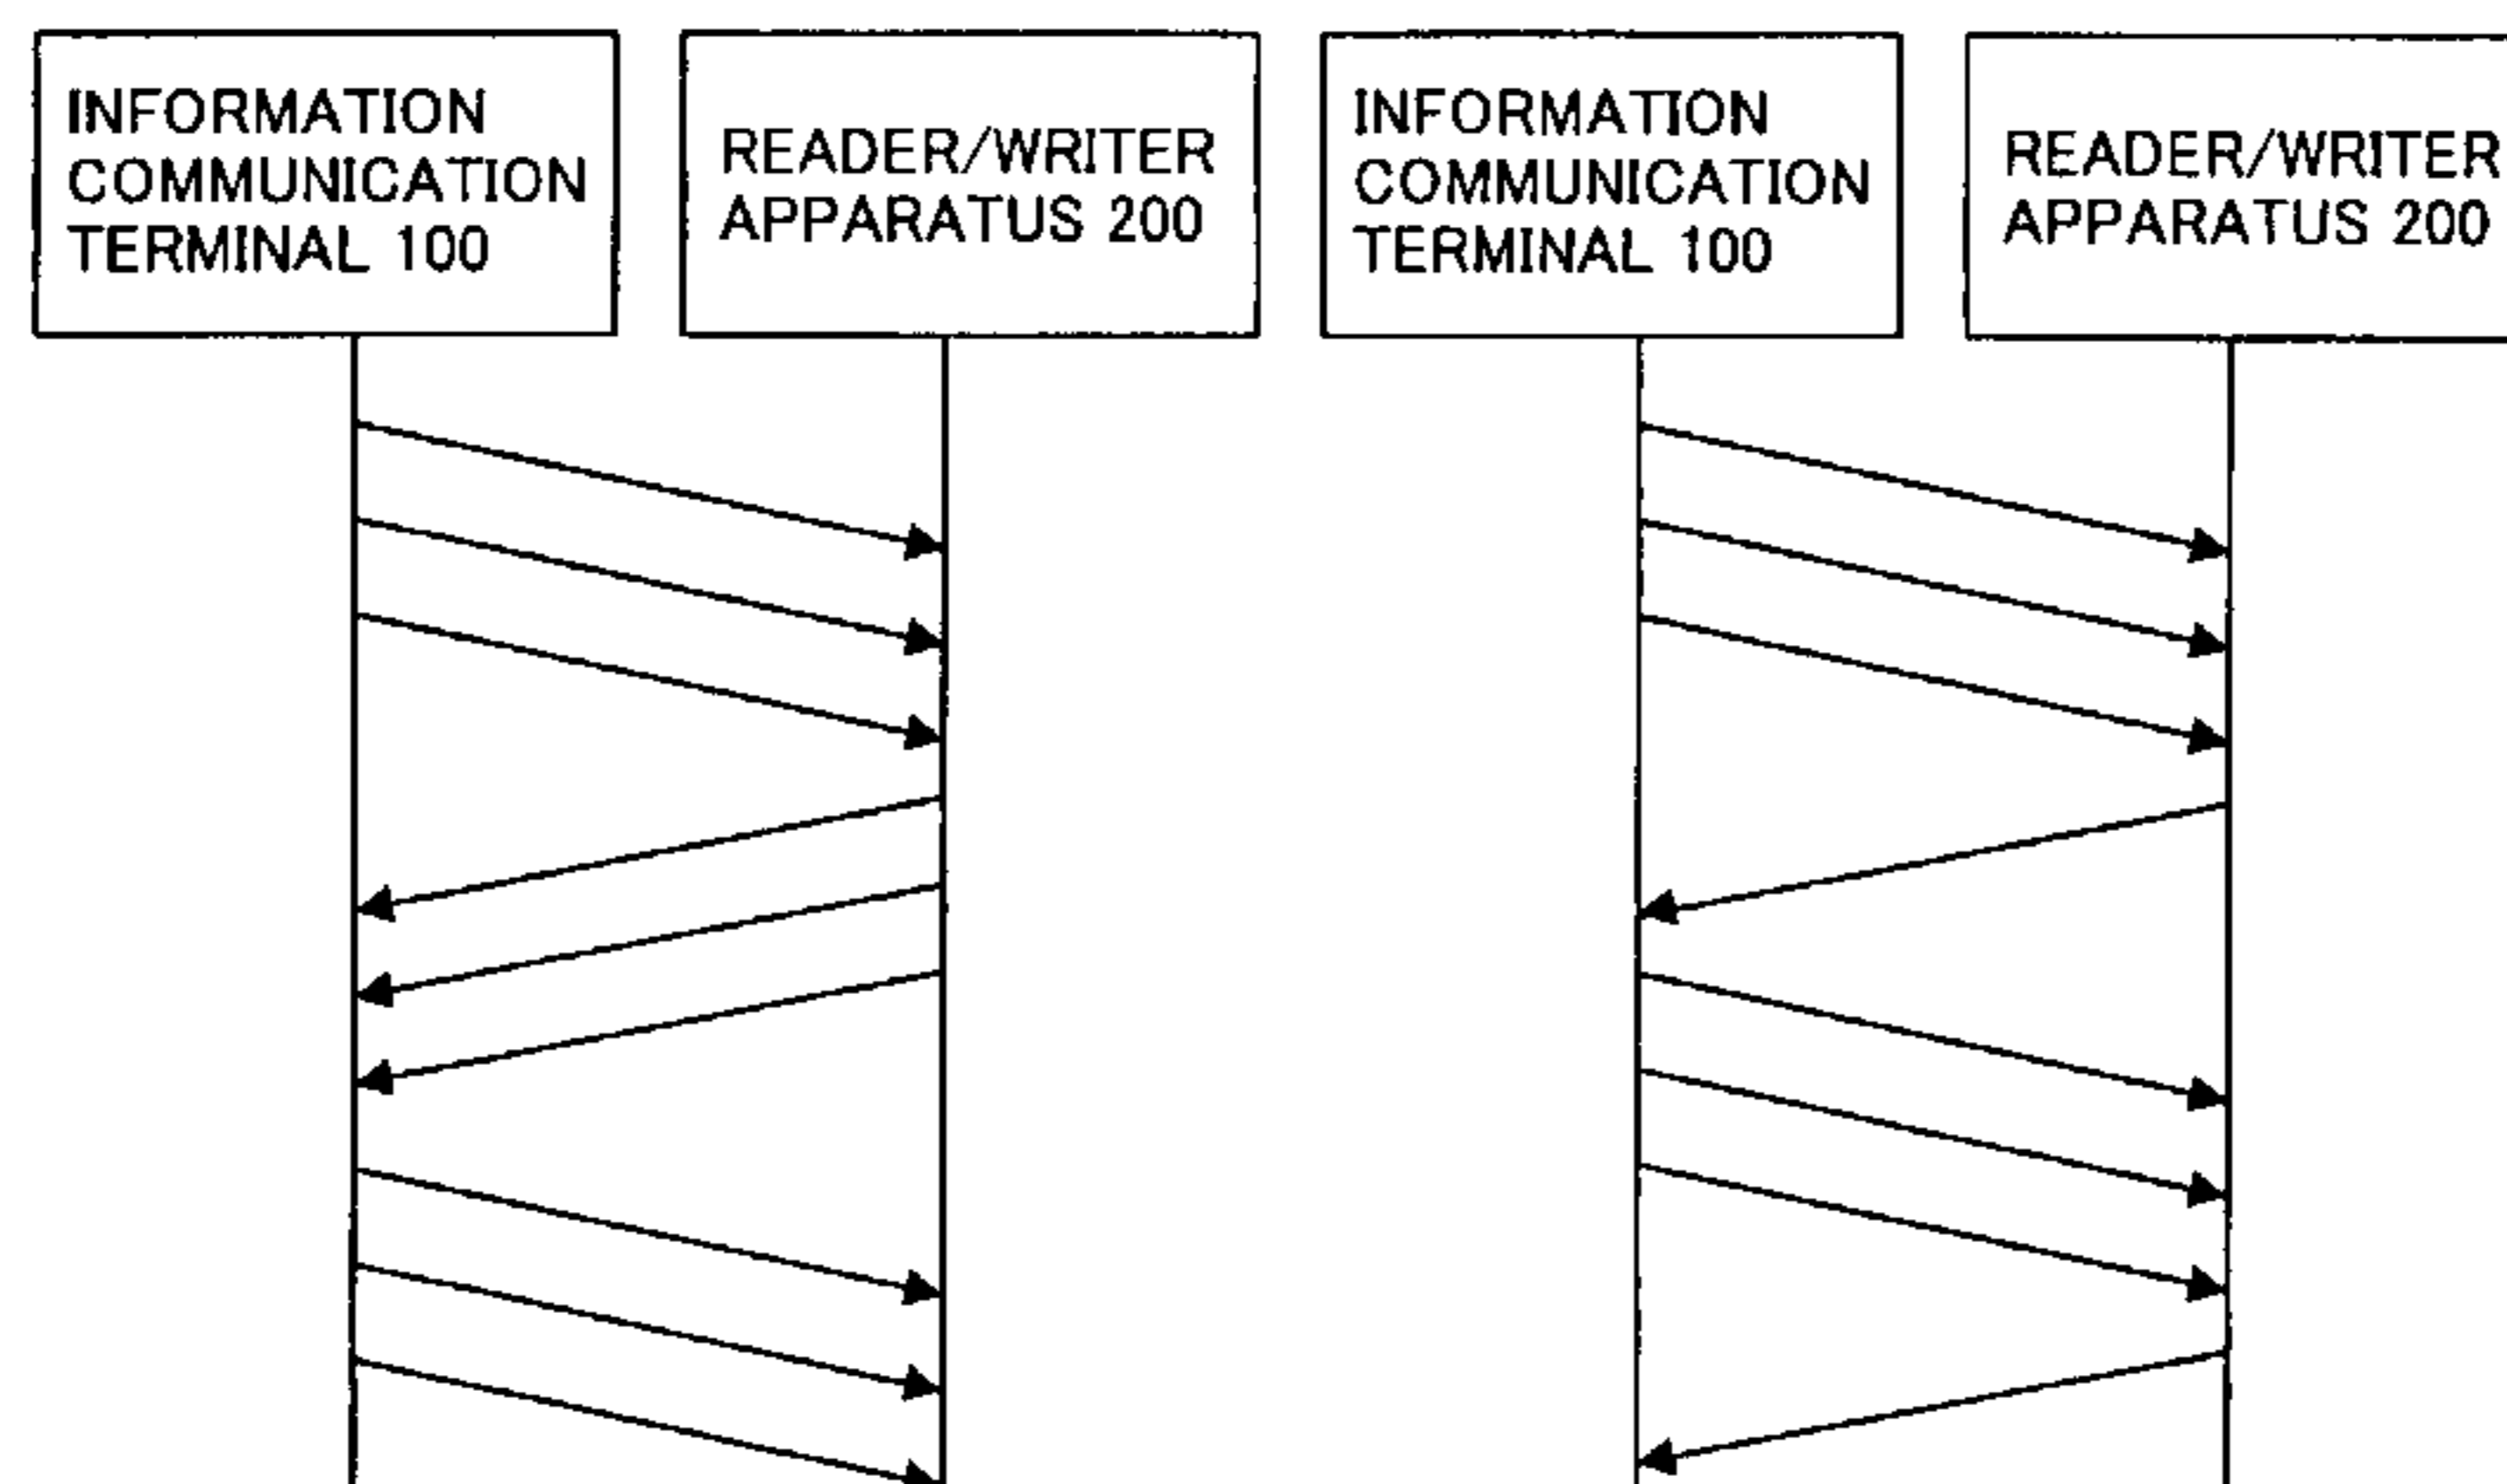 INFORMATION
COMMUNICATION
TERMINAL 100
READER/WRITER
APPARATUS 200
INFORMATION
COMMUNICATION
TERMINAL 100
READER/WRITER
APPARATUS 200